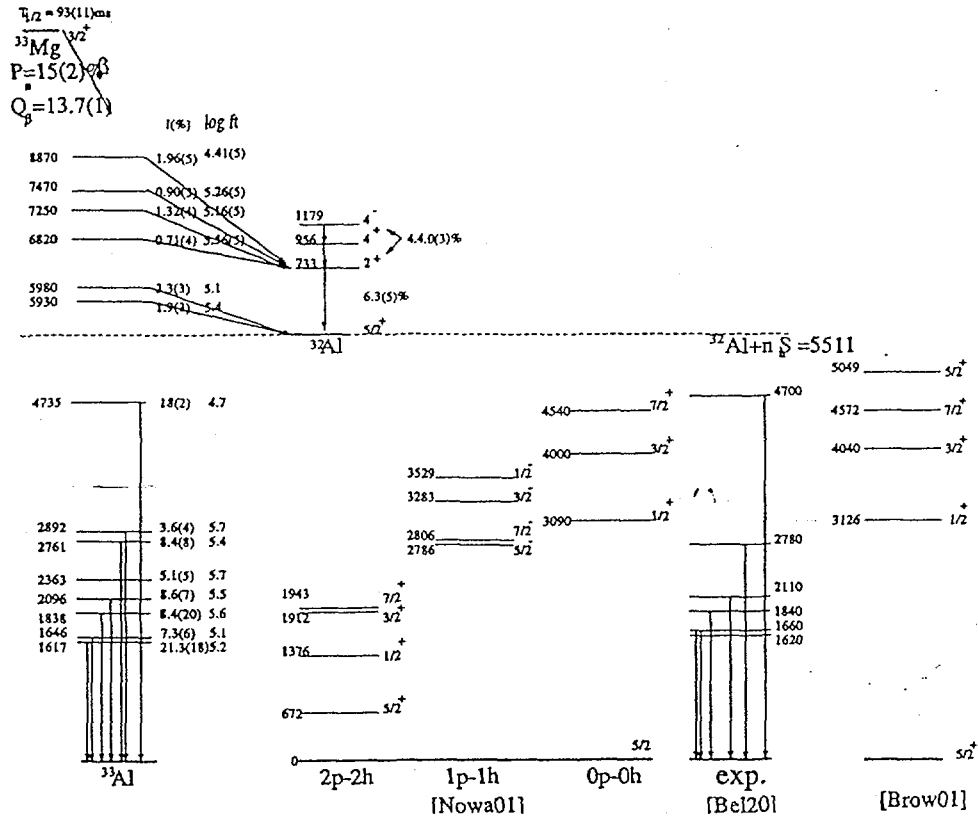 T1/2 = 93(11)ms
33Mg 3/2+
Pn=15(2)% β
Qβ=13.7(1)
I(%) log ft
8870 1.96(5) 4.41(5)
7470 0.90(3) 5.26(5)
7250 1.32(4) 5.16(5)
6820 0.71(4) 5.56(5)
5980 3.3(3) 5.1
5930 5.4
1179 4-
956 4+
733 2+
4.4.0(3)%
6.3(5)%
5/2+
32Al
32Al+n Sn=5511
4735 18(2) 4.7
2892 3.6(4) 5.7
2761 8.4(8) 5.4
2363 5.1(5) 5.7
2096 8.6(7) 5.5
1838 8.4(20) 5.6
1646 7.3(6) 5.1
1617 21.3(18) 5.2
33Al
1943 7/2+
1912 3/2+
1376 1/2+
672 5/2+
0
2p-2h
3529 1/2-
3283 3/2-
2806 7/2-
2786 5/2-
1p-1h
[Nowa01]
4540 7/2+
4000 3/2+
3090 1/2+
5/2
0p-0h
4700
2780
2110
1840
1660
1620
exp.
[Bel20]
5049 5/2+
4572 7/2+
4040 3/2+
3126 1/2+
5/2+
[Brow01]